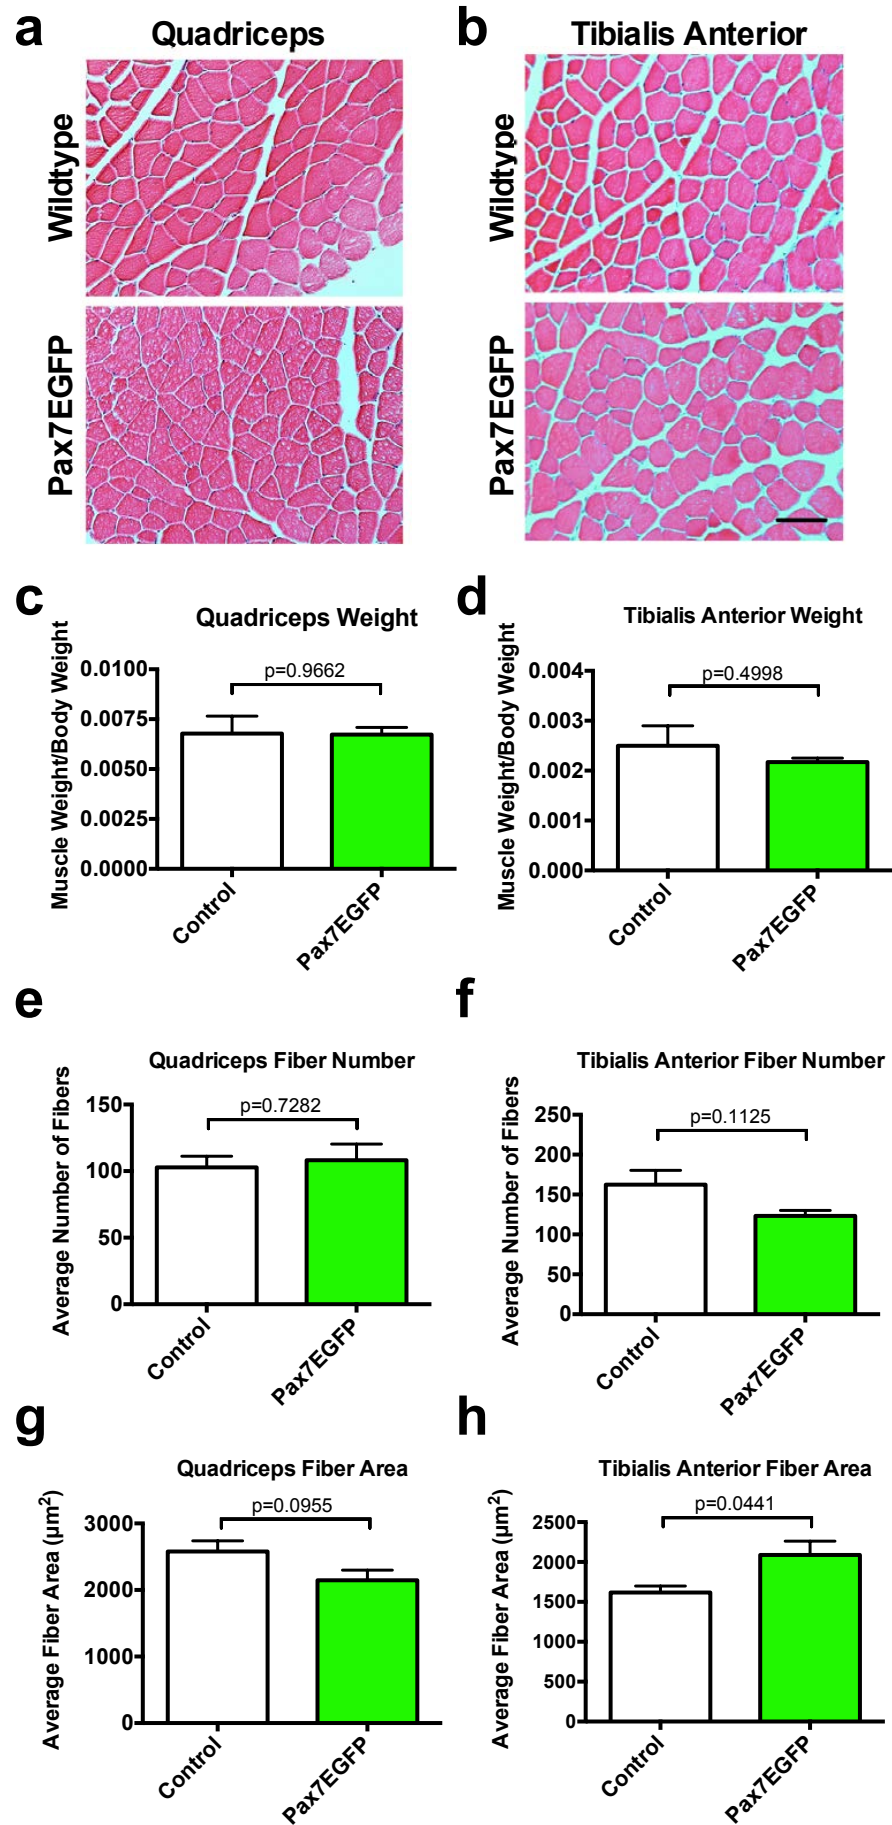 a
Quadriceps
b
Tibialis Anterior
Wildtype
Wildtype
Pax7EGFP
Pax7EGFP
c
Quadriceps Weight
Muscle Weight/Body Weight
0.0100
0.0075
0.0050
0.0025
0.0000
p=0.9662
Control
Pax7EGFP
d
Tibialis Anterior Weight
Muscle Weight/Body Weight
0.004
0.003
0.002
0.001
0.000
p=0.4998
Control
Pax7EGFP
e
Quadriceps Fiber Number
Average Number of Fibers
150
100
50
0
p=0.7282
Control
Pax7EGFP
f
Tibialis Anterior Fiber Number
Average Number of Fibers
250
200
150
100
50
0
p=0.1125
Control
Pax7EGFP
g
Quadriceps Fiber Area
Average Fiber Area (µm²)
3000
2000
1000
0
p=0.0955
Control
Pax7EGFP
h
Tibialis Anterior Fiber Area
Average Fiber Area (µm²)
2500
2000
1500
1000
500
0
p=0.0441
Control
Pax7EGFP